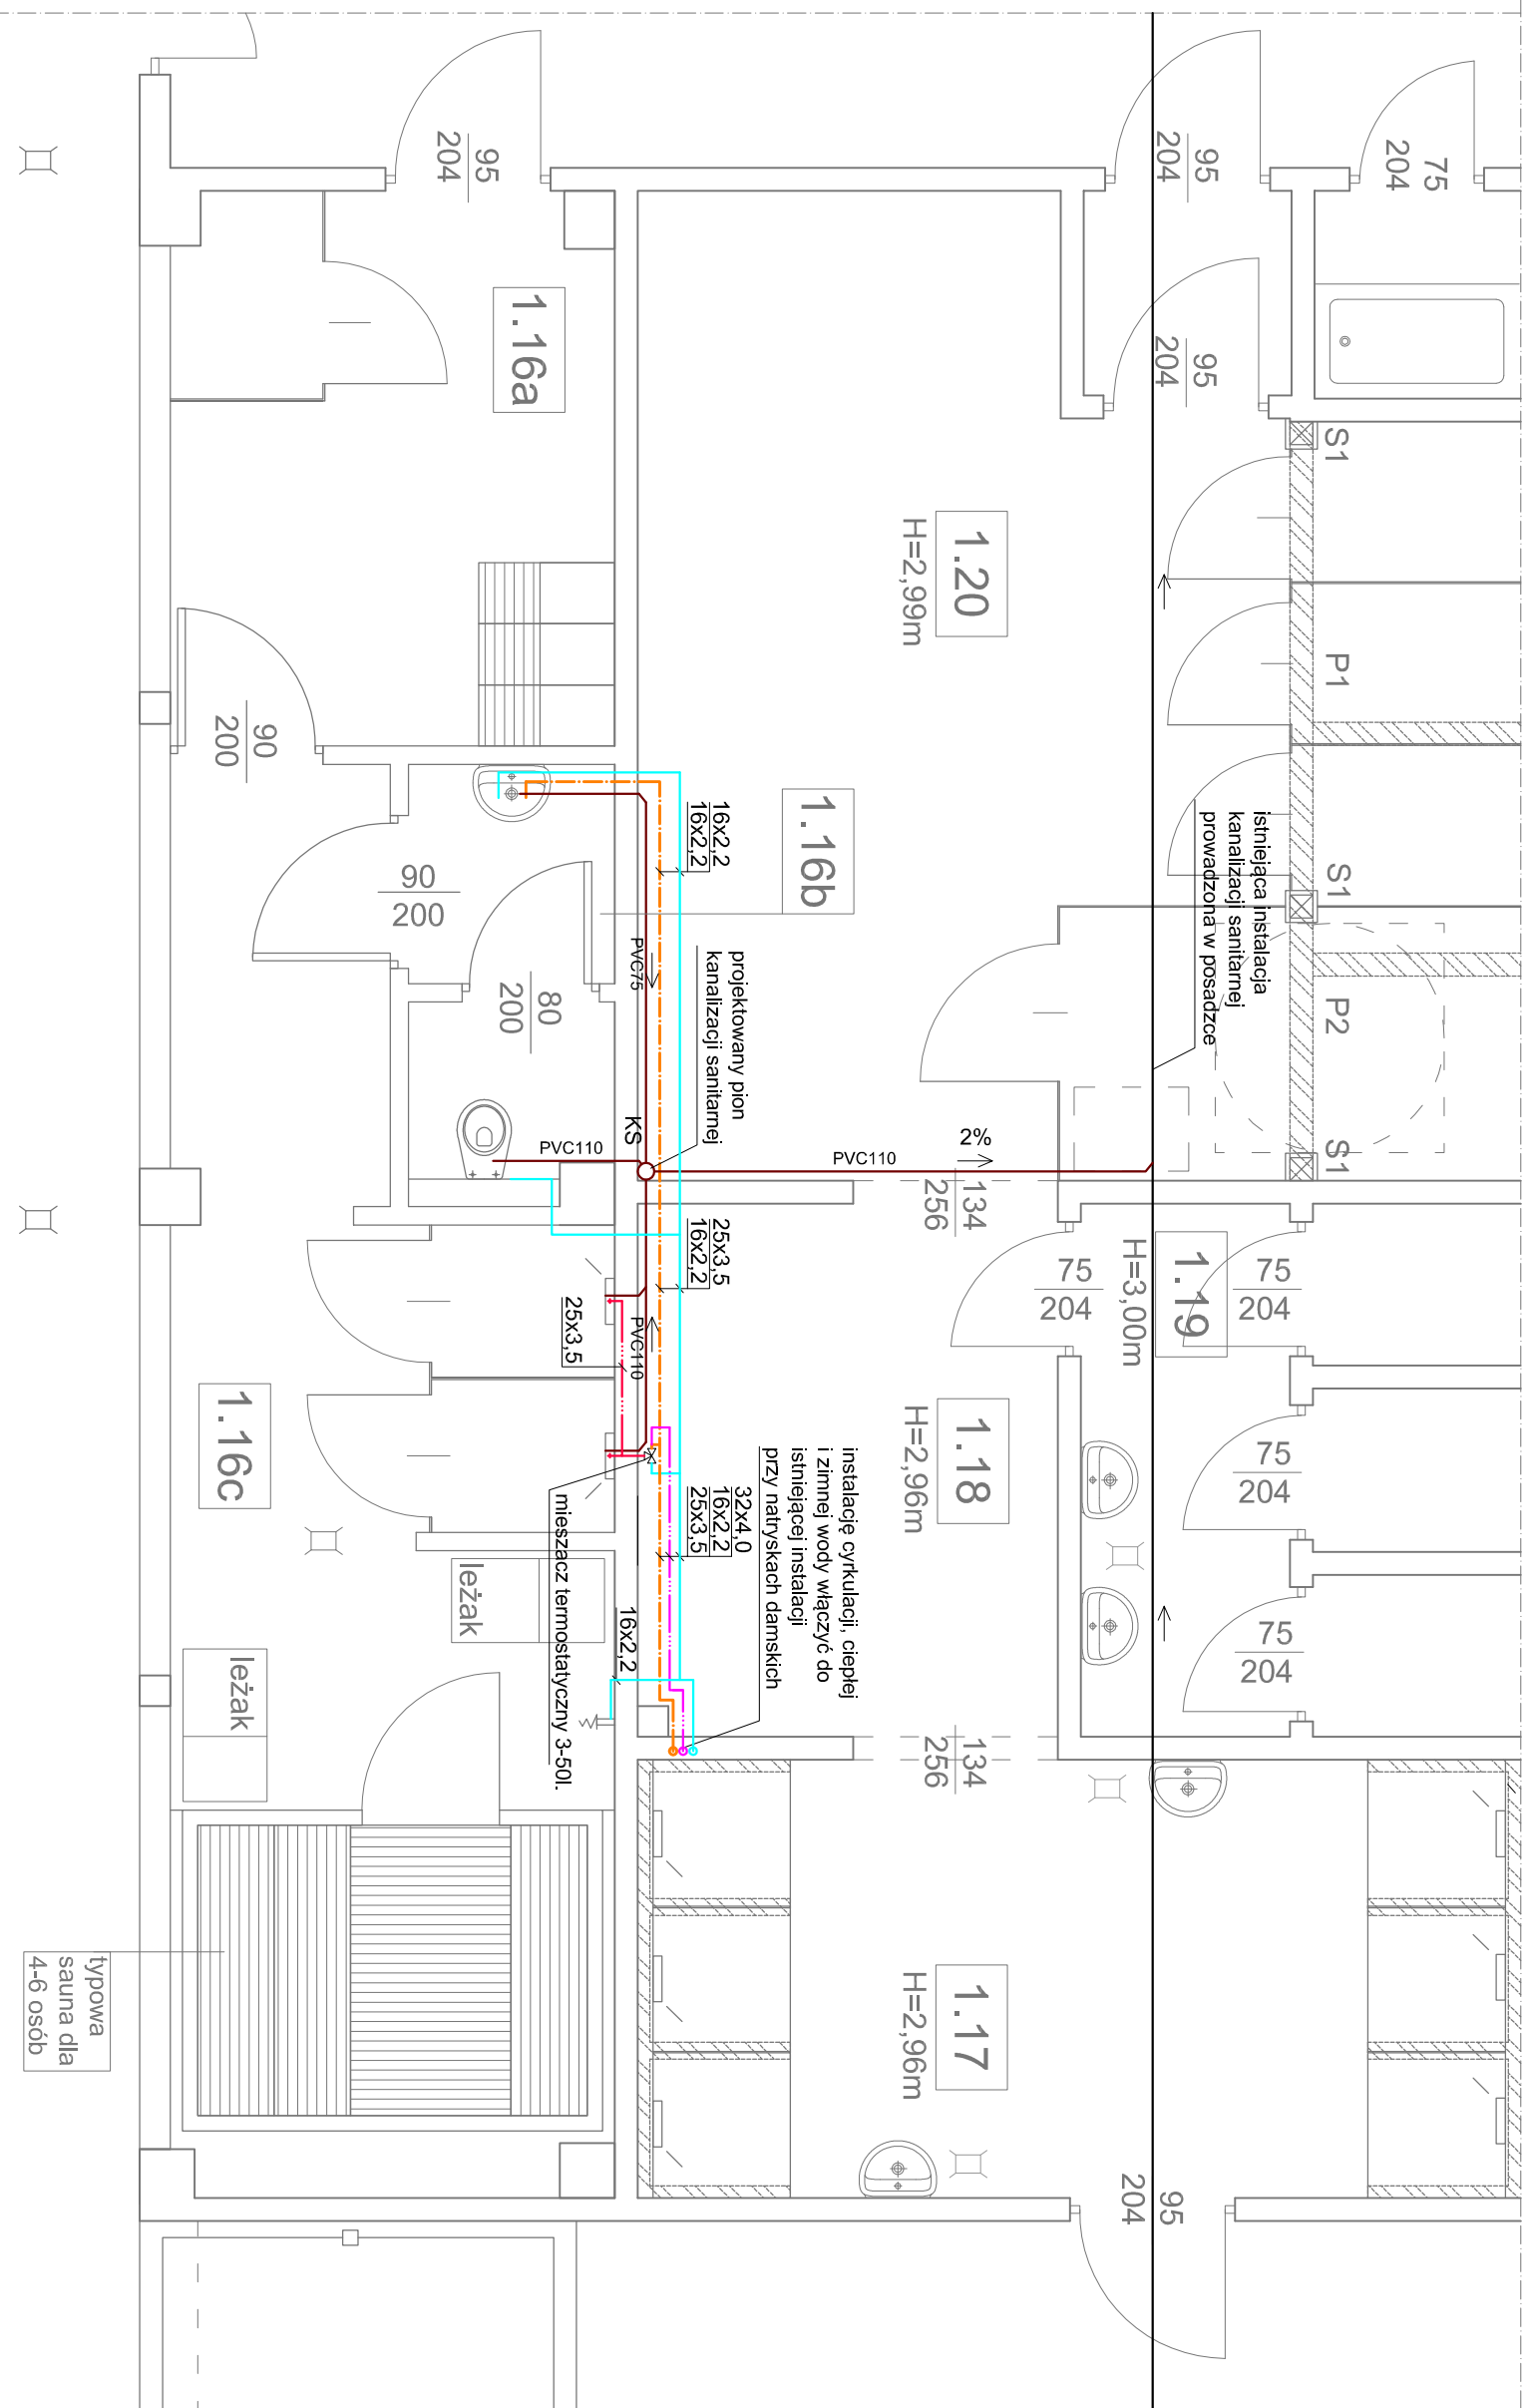 95
204
95
204
75
204
95
204
1.16a
S1
1.20
H=2,99m
P1
90
200
1.16b
16x2,2
16x2,2
istniejąca instalacja
kanalizacji sanitarnej
prowadzona w posadzce
S1
90
200
PVC75
projektowany pion
kanalizacji sanitarnej
80
200
P2
KS
PVC110
PVC110
2%
S1
134
256
25x3,5
16x2,2
75
204
H=3,00m
1.19
75
204
25x3,5
PVC110
1.16c
1.18
H=2,96m
75
204
instalację cyrkulacji, ciepłej
i zimnej wody włączyć do
istniejącej instalacji
przy natryskach damskich
32x4,0
16x2,2
25x3,5
mieszacz termostatyczny 3-50l.
leżak
16x2,2
leżak
75
204
134
256
typowa
sauna dla
4-6 osób
1.17
H=2,96m
95
204